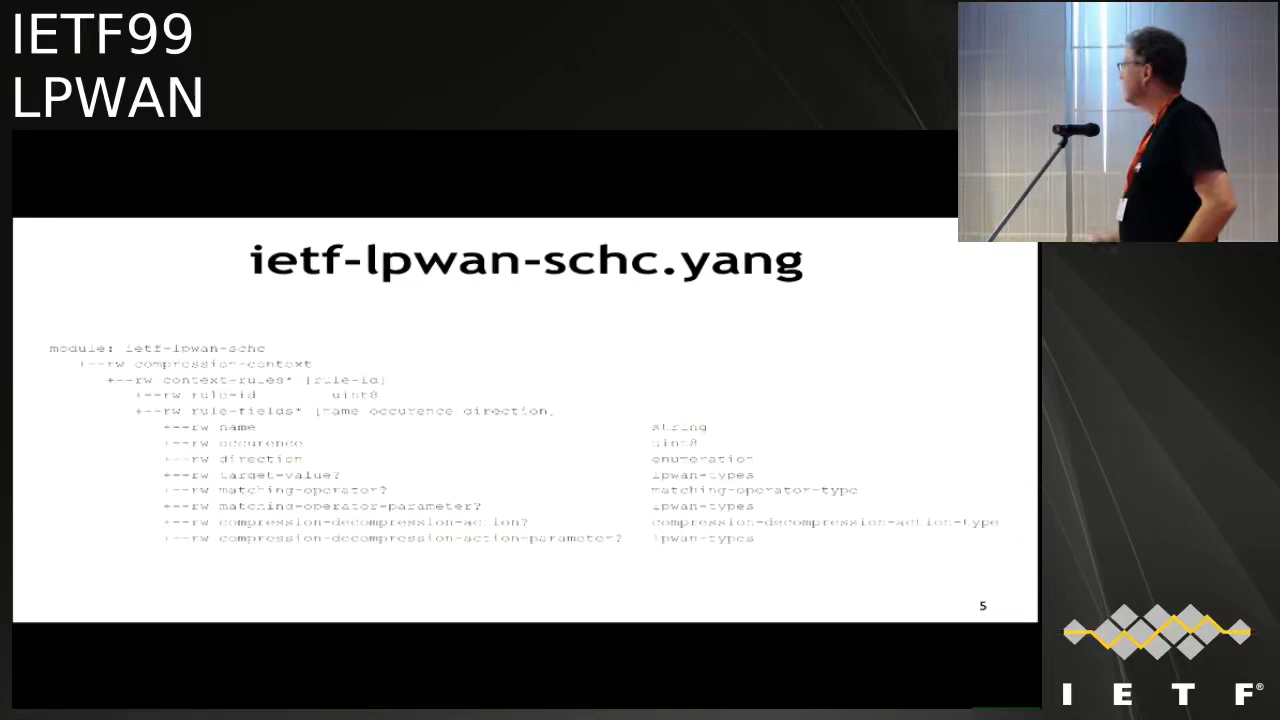 IETF99
LPWAN
ietf-lpwan-schc.yang
module: ietf-lpwan-schc
+--rw compression-context
+--rw context-rules* [rule-id]
+--rw rule-id uint8
+--rw rule-fields* [name occurence direction]
+--rw name string
+--rw occurence uint8
+--rw direction enumeration
+--rw target-value? lpwan-types
+--rw matching-operator? matching-operator-type
+--rw matching-operator-parameter? lpwan-types
+--rw compression-decompression-action? compression-decompression-action-type
+--rw compression-decompression-action-parameter? lpwan-types
5
I E T F®